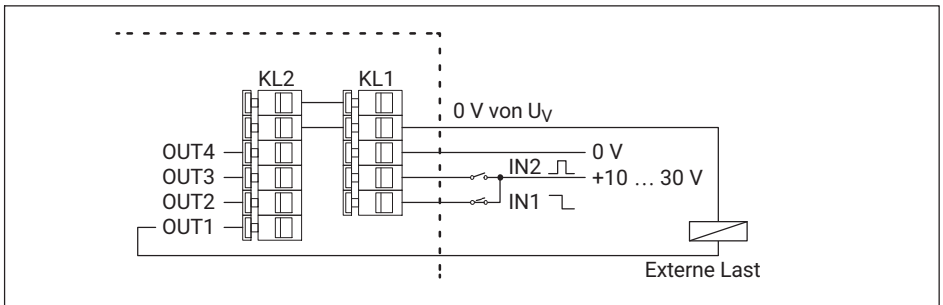 KL2
KL1
0 V von UV
OUT4
0 V
OUT3
IN2
+10 … 30 V
OUT2
IN1
OUT1
Externe Last